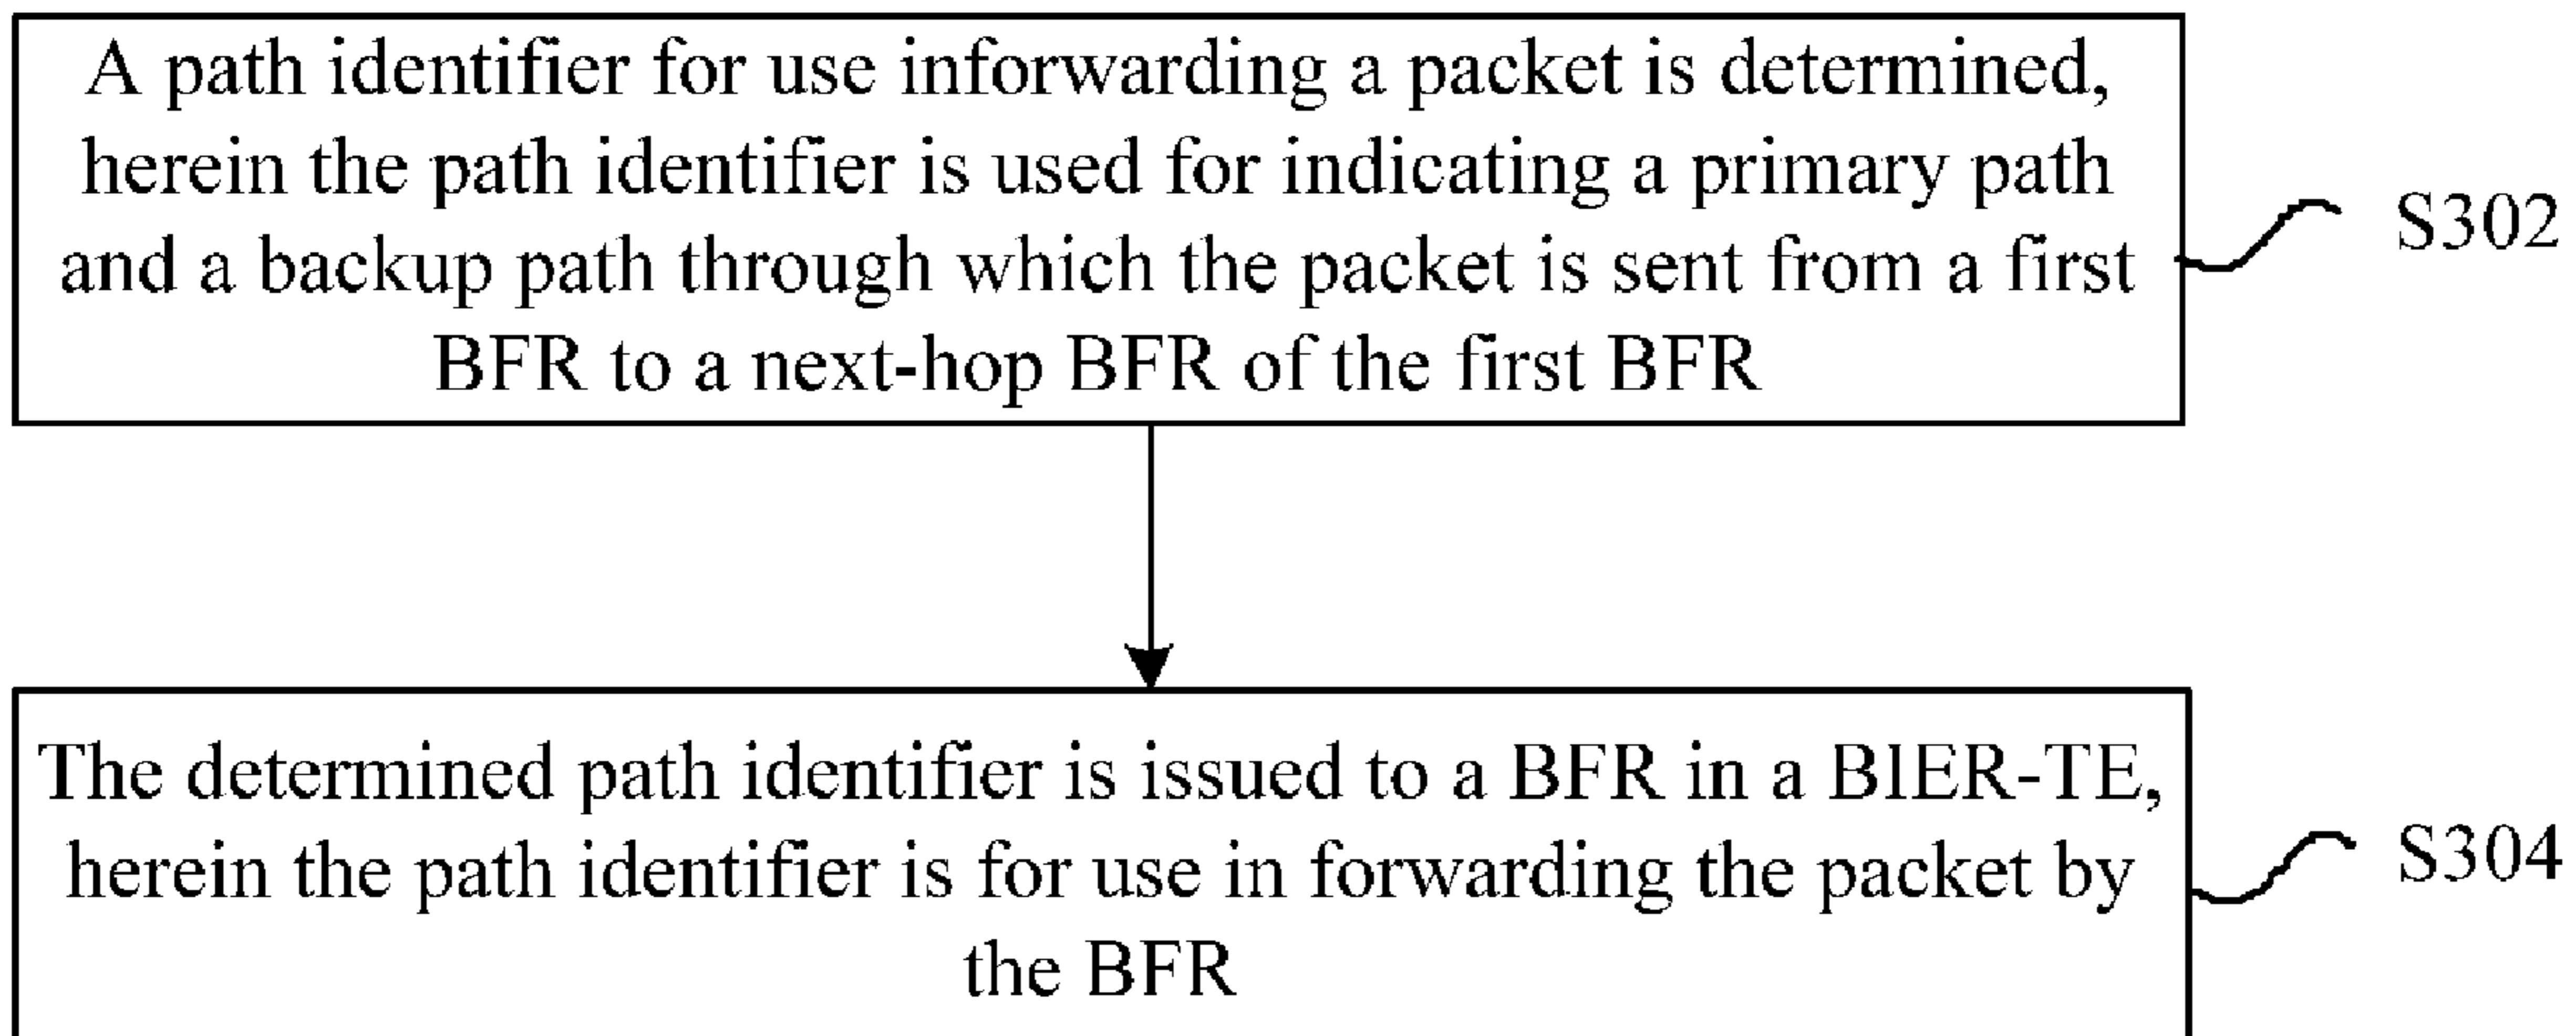 A path identifier for use inforwarding a packet is determined,
herein the path identifier is used for indicating a primary path
and a backup path through which the packet is sent from a first
BFR to a next-hop BFR of the first BFR
S302
The determined path identifier is issued to a BFR in a BIER-TE,
herein the path identifier is for use in forwarding the packet by
the BFR
S304